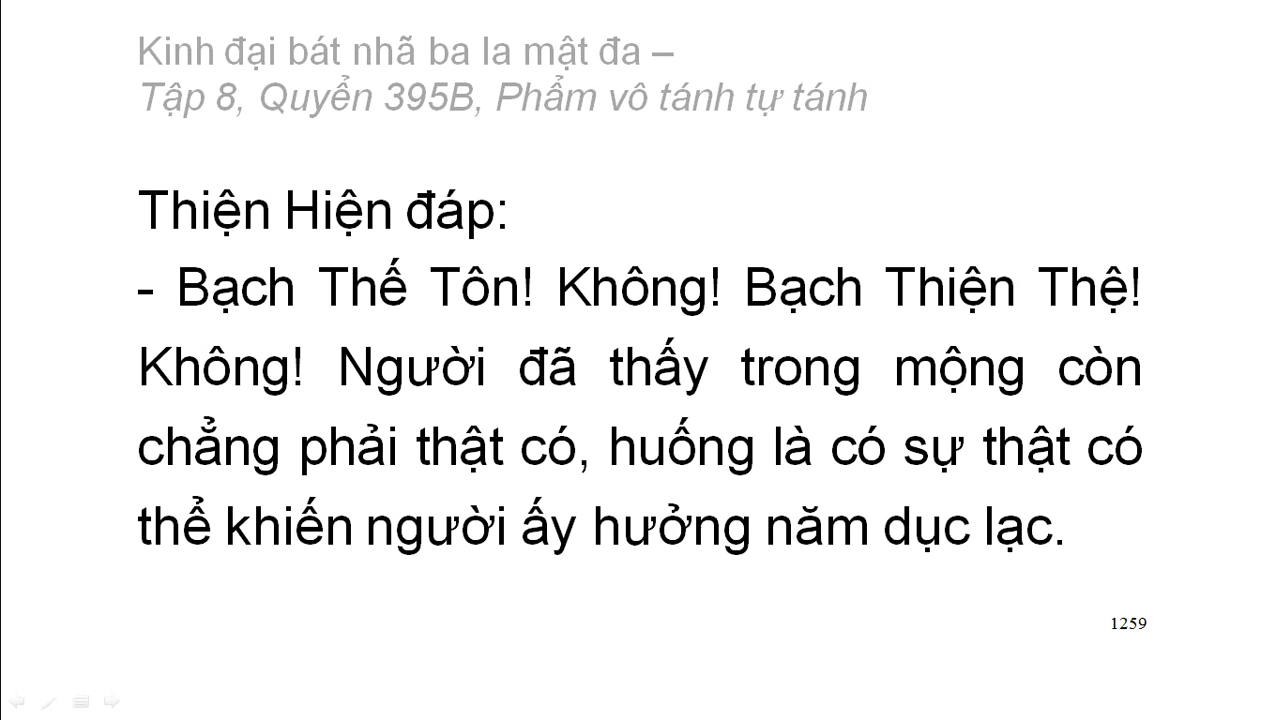 Kinh đại bát nhã ba la mật đa –
Tập 8, Quyển 395B, Phẩm vô tánh tự tánh
Thiện Hiện đáp:
- Bạch Thế Tôn! Không! Bạch Thiện Thệ!
Không! Người đã thấy trong mộng còn
chẳng phải thật có, huống là có sự thật có
thể khiến người ấy hưởng năm dục lạc.
1259